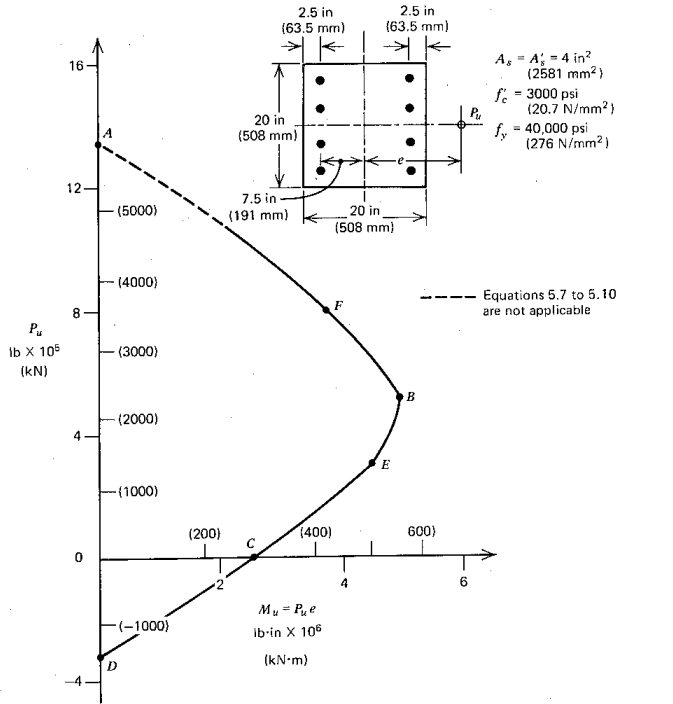 2.5 in
(63.5 mm)
2.5 in
(63.5 mm)
A_s = A'_s = 4 in²
(2581 mm²)
f'_c = 3000 psi
(20.7 N/mm²)
f_y = 40,000 psi
(276 N/mm²)
P_u
20 in
(508 mm)
e
7.5 in
(191 mm)
20 in
(508 mm)
16
A
12
(5000)
(4000)
8
F
Equations 5.7 to 5.10
are not applicable
P_u
lb × 10⁵
(kN)
(3000)
B
(2000)
4
E
(1000)
(200)
(400)
600)
C
0
2
4
6
M_u = P_u e
lb·in × 10⁶
(kN·m)
(−1000)
D
−4